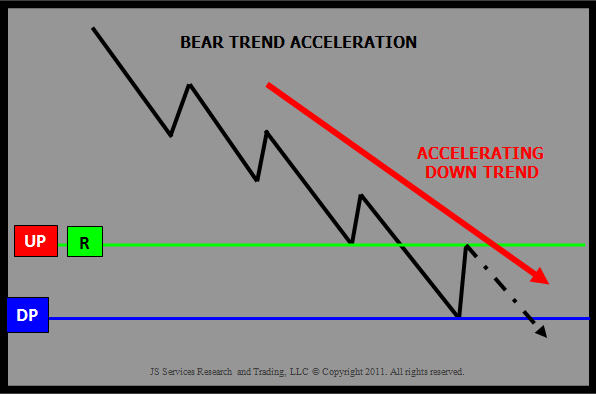 BEAR TREND ACCELERATION
ACCELERATING
DOWN TREND
UP R
DP
JS Services Research and Trading, LLC © Copyright 2011. All rights reserved.